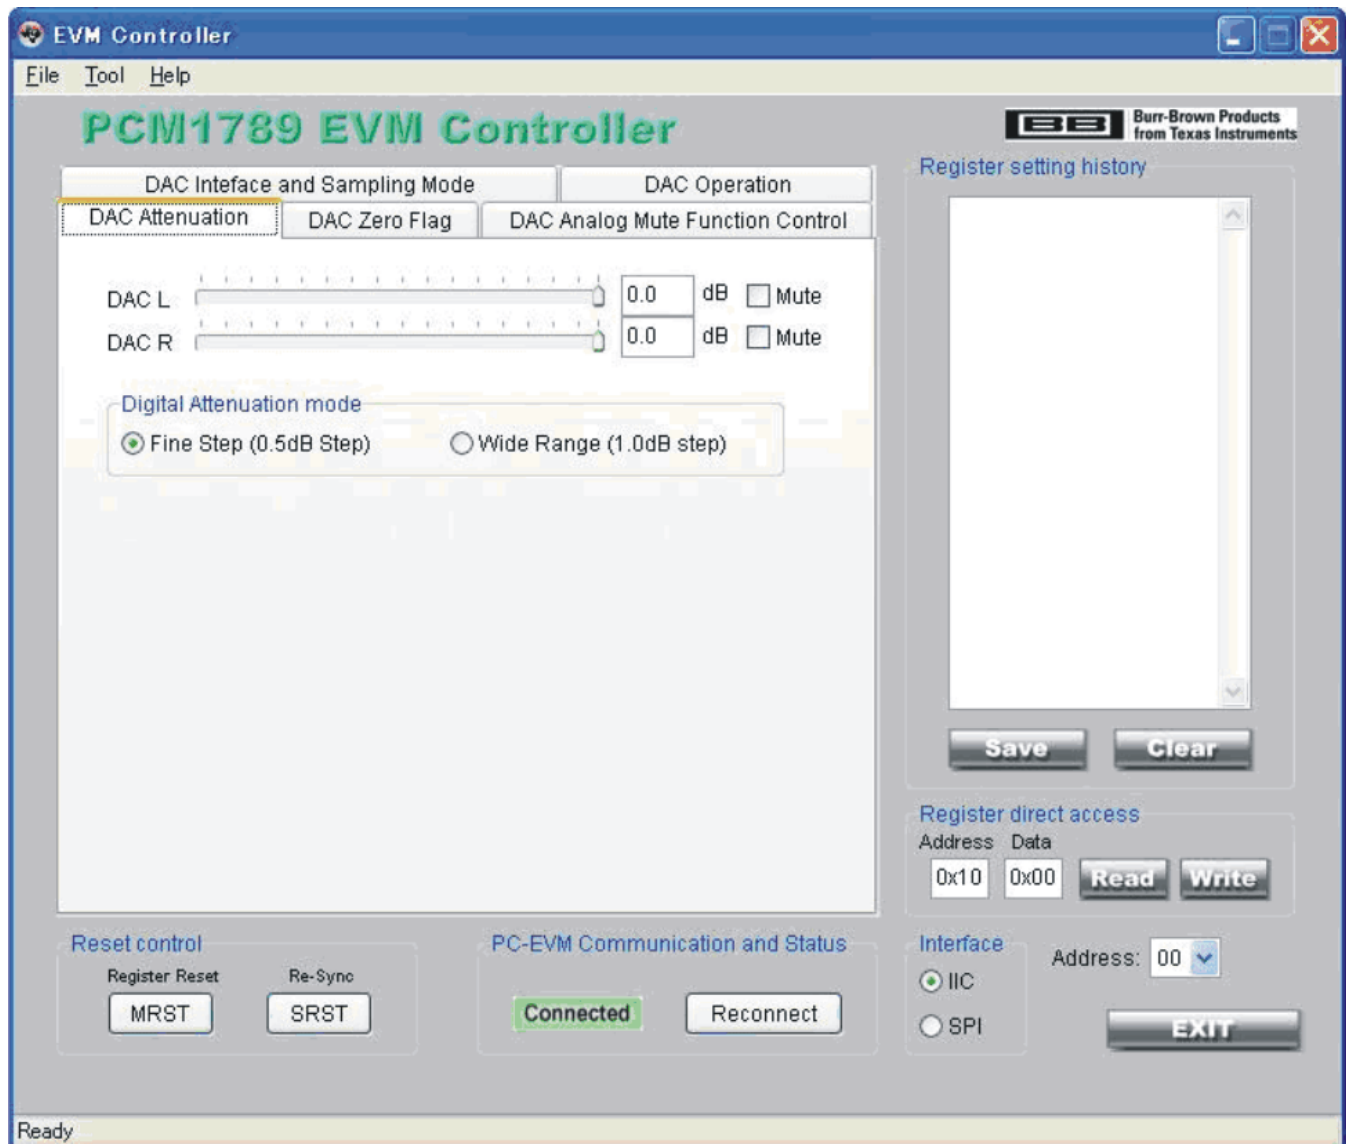 EVM Controller
File Tool Help
PCM1789 EVM Controller
BB Burr-Brown Products
from Texas Instruments
DAC Inteface and Sampling Mode
DAC Operation
DAC Attenuation
DAC Zero Flag
DAC Analog Mute Function Control
DAC L 0.0 dB Mute
DAC R 0.0 dB Mute
Digital Attenuation mode
Fine Step (0.5dB Step)
Wide Range (1.0dB step)
Register setting history
Save
Clear
Register direct access
Address Data
0x10 0x00 Read Write
Reset control
Register Reset
Re-Sync
MRST
SRST
PC-EVM Communication and Status
Connected
Reconnect
Interface
IIC
SPI
Address: 00
EXIT
Ready